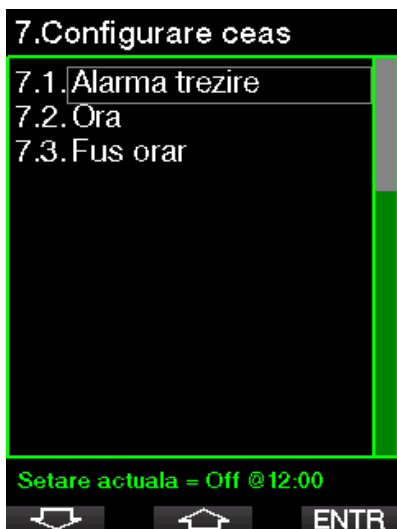 7.Configurare ceas
7.1. Alarma trezire
7.2. Ora
7.3. Fus orar
Setare actuala = Off @12:00
ENTR